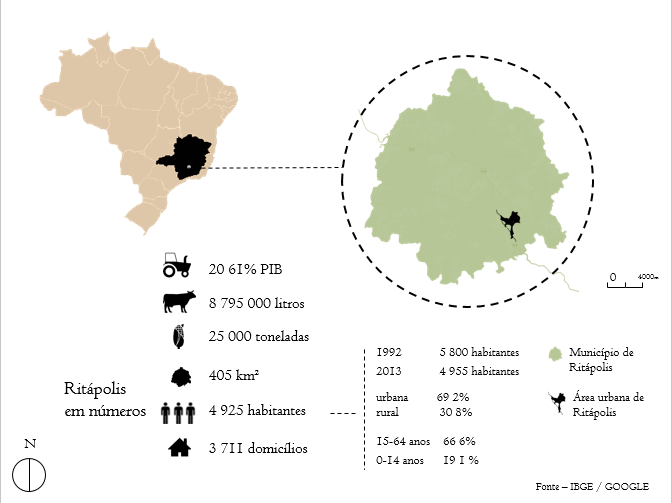 0 4000m
20 61% PIB
8 795 000 litros
25 000 toneladas
405 km²
Ritápolis
em números
4 925 habitantes
3 711 domicílios
1992 5 800 habitantes
2013 4 955 habitantes
urbana 69 2%
rural 30 8%
15-64 anos 66 6%
0-14 anos 19 1 %
Município de
Ritápolis
Área urbana de
Ritápolis
N
Fonte – IBGE / GOOGLE